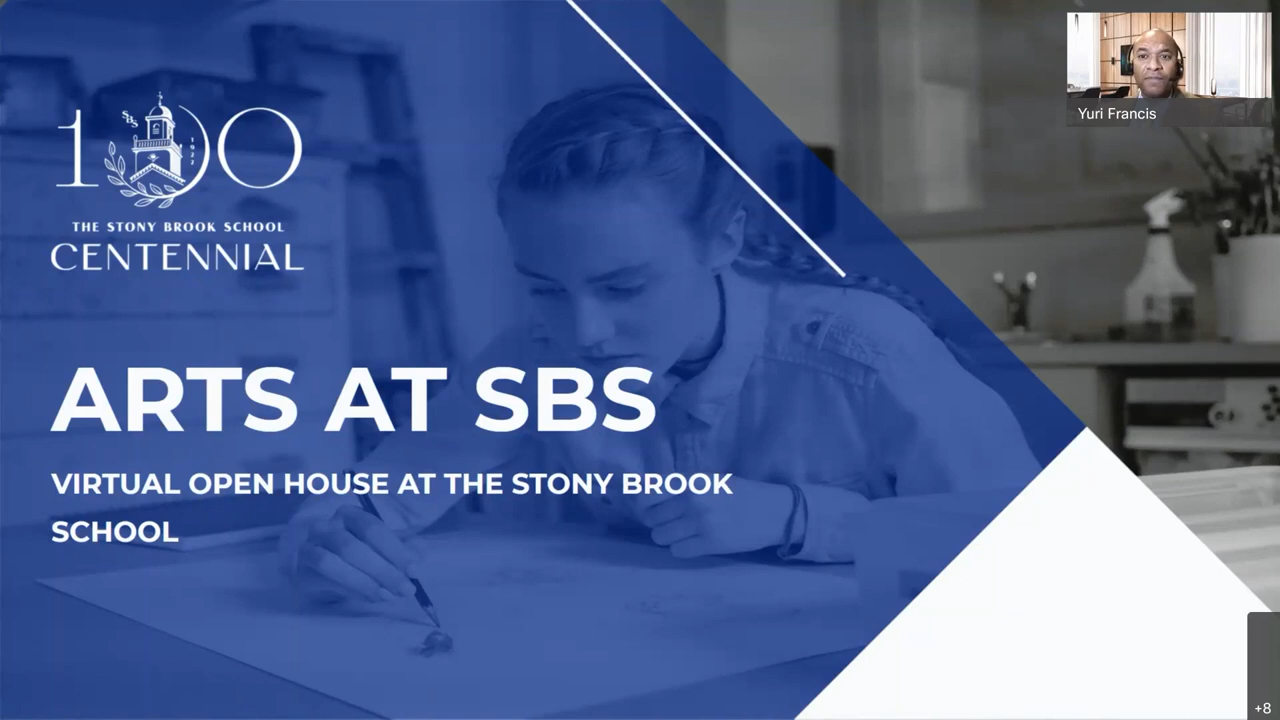 100
SBS
1922
THE STONY BROOK SCHOOL
CENTENNIAL
ARTS AT SBS
VIRTUAL OPEN HOUSE AT THE STONY BROOK
SCHOOL
Yuri Francis
+8